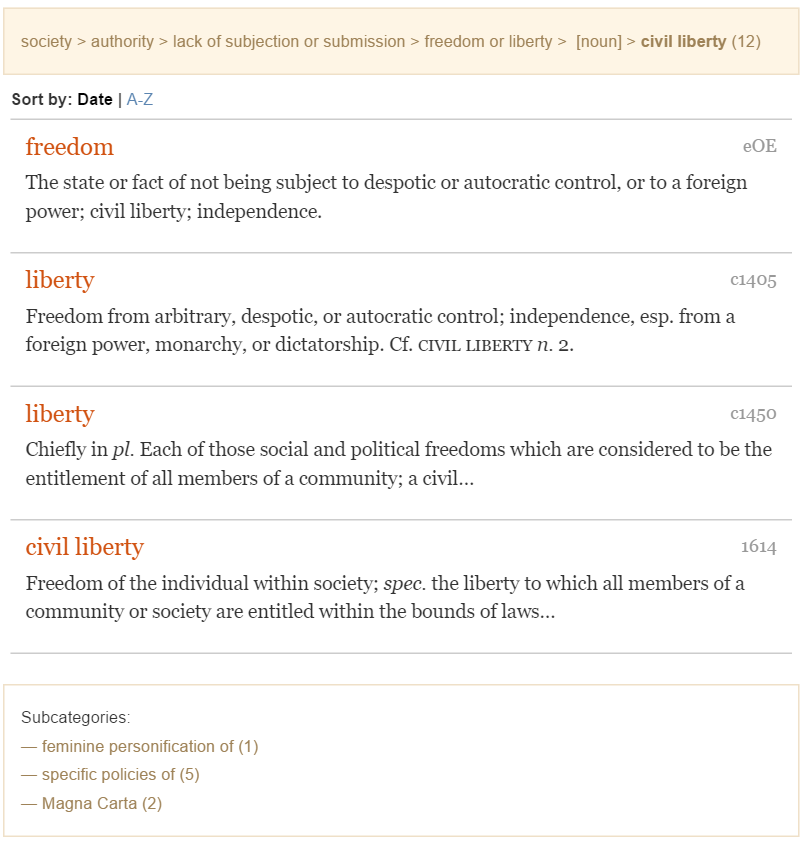 society > authority > lack of subjection or submission > freedom or liberty > [noun] > civil liberty (12)
Sort by: Date | A-Z
freedom eOE
The state or fact of not being subject to despotic or autocratic control, or to a foreign
power; civil liberty; independence.
liberty c1405
Freedom from arbitrary, despotic, or autocratic control; independence, esp. from a
foreign power, monarchy, or dictatorship. Cf. CIVIL LIBERTY n. 2.
liberty c1450
Chiefly in pl. Each of those social and political freedoms which are considered to be the
entitlement of all members of a community; a civil...
civil liberty 1614
Freedom of the individual within society; spec. the liberty to which all members of a
community or society are entitled within the bounds of laws...
Subcategories:
— feminine personification of (1)
— specific policies of (5)
— Magna Carta (2)